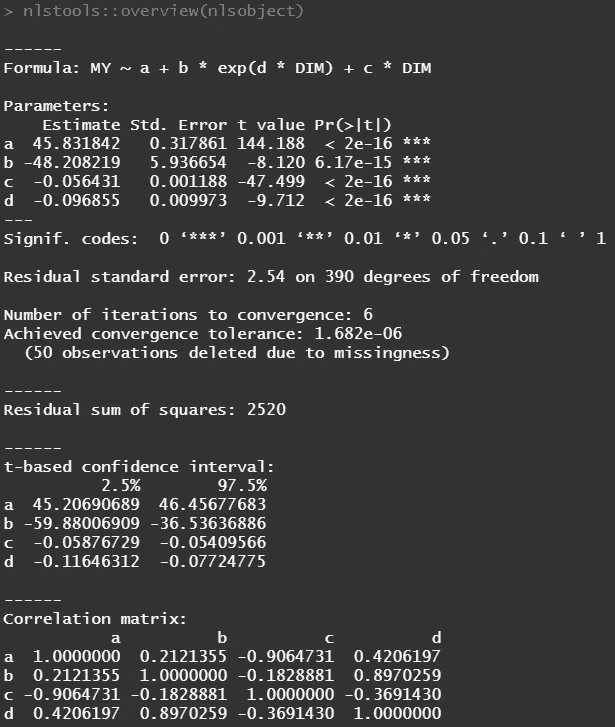 > nlstools::overview(nlsobject)
------
Formula: MY ~ a + b * exp(d * DIM) + c * DIM
Parameters:
Estimate Std. Error t value Pr(>|t|)
a 45.831842 0.317861 144.188 < 2e-16 ***
b -48.208219 5.936654 -8.120 6.17e-15 ***
c -0.056431 0.001188 -47.499 < 2e-16 ***
d -0.096855 0.009973 -9.712 < 2e-16 ***
---
Signif. codes: 0 ‘***’ 0.001 ‘**’ 0.01 ‘*’ 0.05 ‘.’ 0.1 ‘ ’ 1
Residual standard error: 2.54 on 390 degrees of freedom
Number of iterations to convergence: 6
Achieved convergence tolerance: 1.682e-06
(50 observations deleted due to missingness)
------
Residual sum of squares: 2520
------
t-based confidence interval:
2.5% 97.5%
a 45.20690689 46.45677683
b -59.88006909 -36.53636886
c -0.05876729 -0.05409566
d -0.11646312 -0.07724775
------
Correlation matrix:
a b c d
a 1.0000000 0.2121355 -0.9064731 0.4206197
b 0.2121355 1.0000000 -0.1828881 0.8970259
c -0.9064731 -0.1828881 1.0000000 -0.3691430
d 0.4206197 0.8970259 -0.3691430 1.0000000